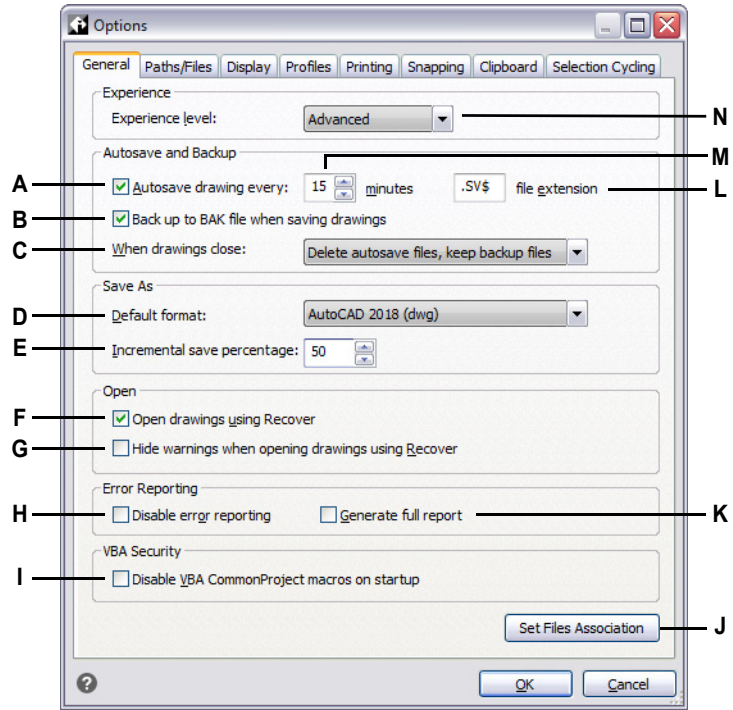 Options
General Paths/Files Display Profiles Printing Snapping Clipboard Selection Cycling
Experience
Experience level: Advanced N
Autosave and Backup M
A Autosave drawing every: 15 minutes .SV$ file extension L
B Back up to BAK file when saving drawings
C When drawings close: Delete autosave files, keep backup files
Save As
D Default format: AutoCAD 2018 (dwg)
E Incremental save percentage: 50
Open
F Open drawings using Recover
G Hide warnings when opening drawings using Recover
Error Reporting
H Disable error reporting Generate full report K
VBA Security
I Disable VBA CommonProject macros on startup
Set Files Association J
? OK Cancel